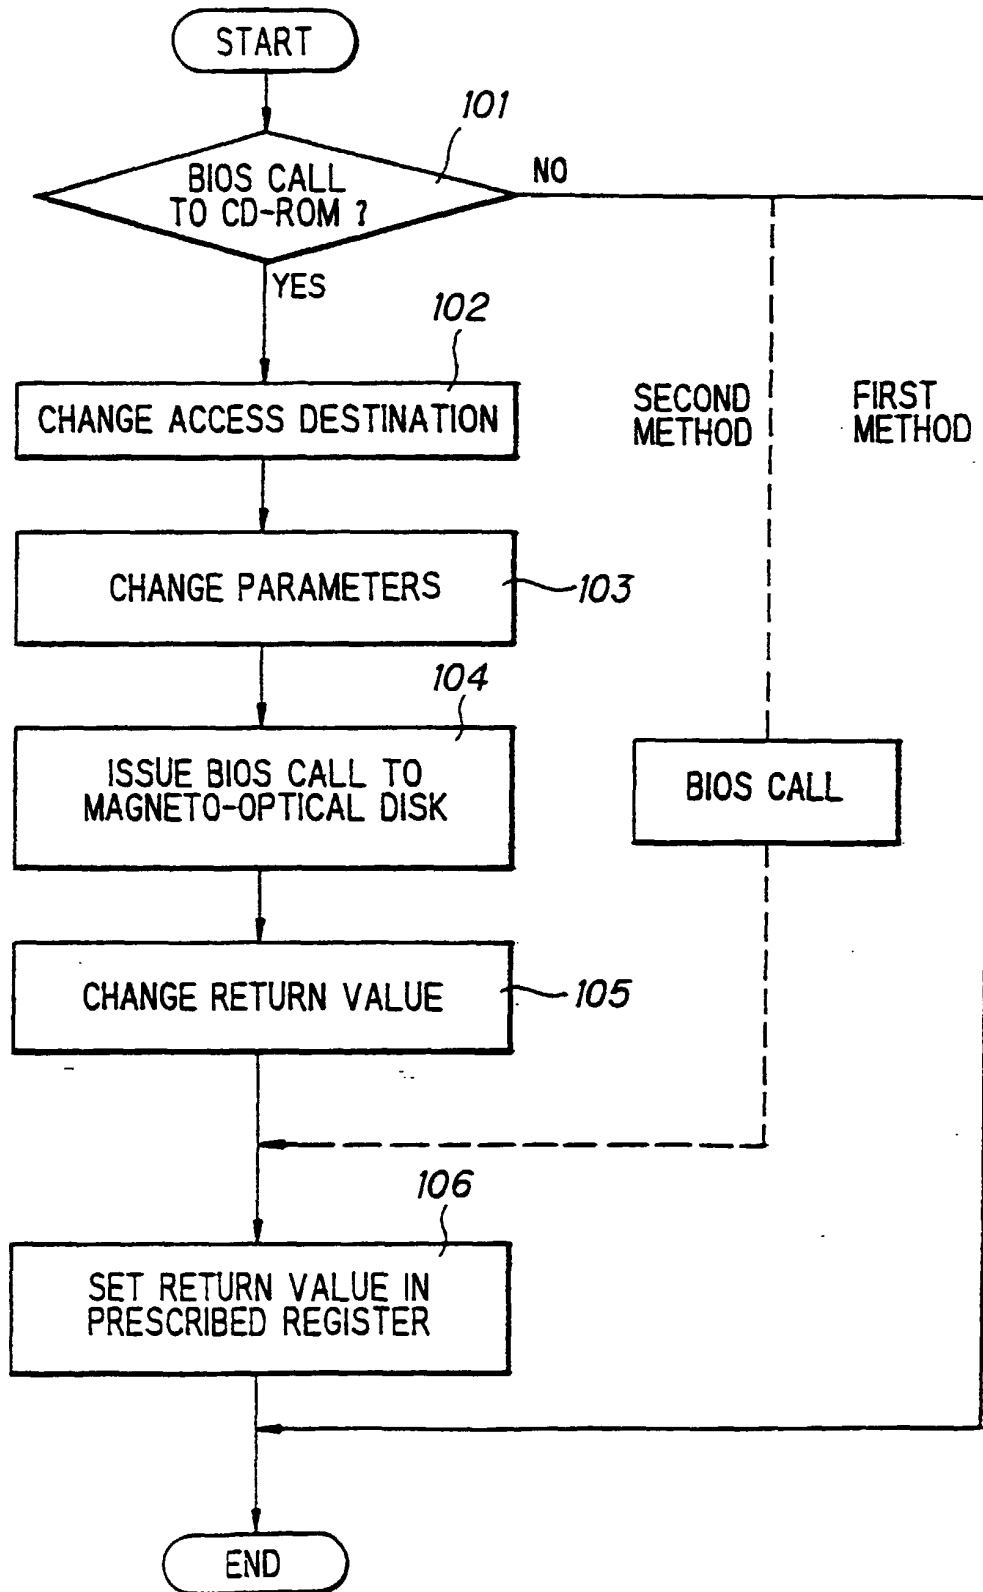 START
101
BIOS CALL
TO CD-ROM ?
NO
YES
102
CHANGE ACCESS DESTINATION
SECOND
METHOD
FIRST
METHOD
CHANGE PARAMETERS
103
104
ISSUE BIOS CALL TO
MAGNETO-OPTICAL DISK
BIOS CALL
CHANGE RETURN VALUE
105
106
SET RETURN VALUE IN
PRESCRIBED REGISTER
END